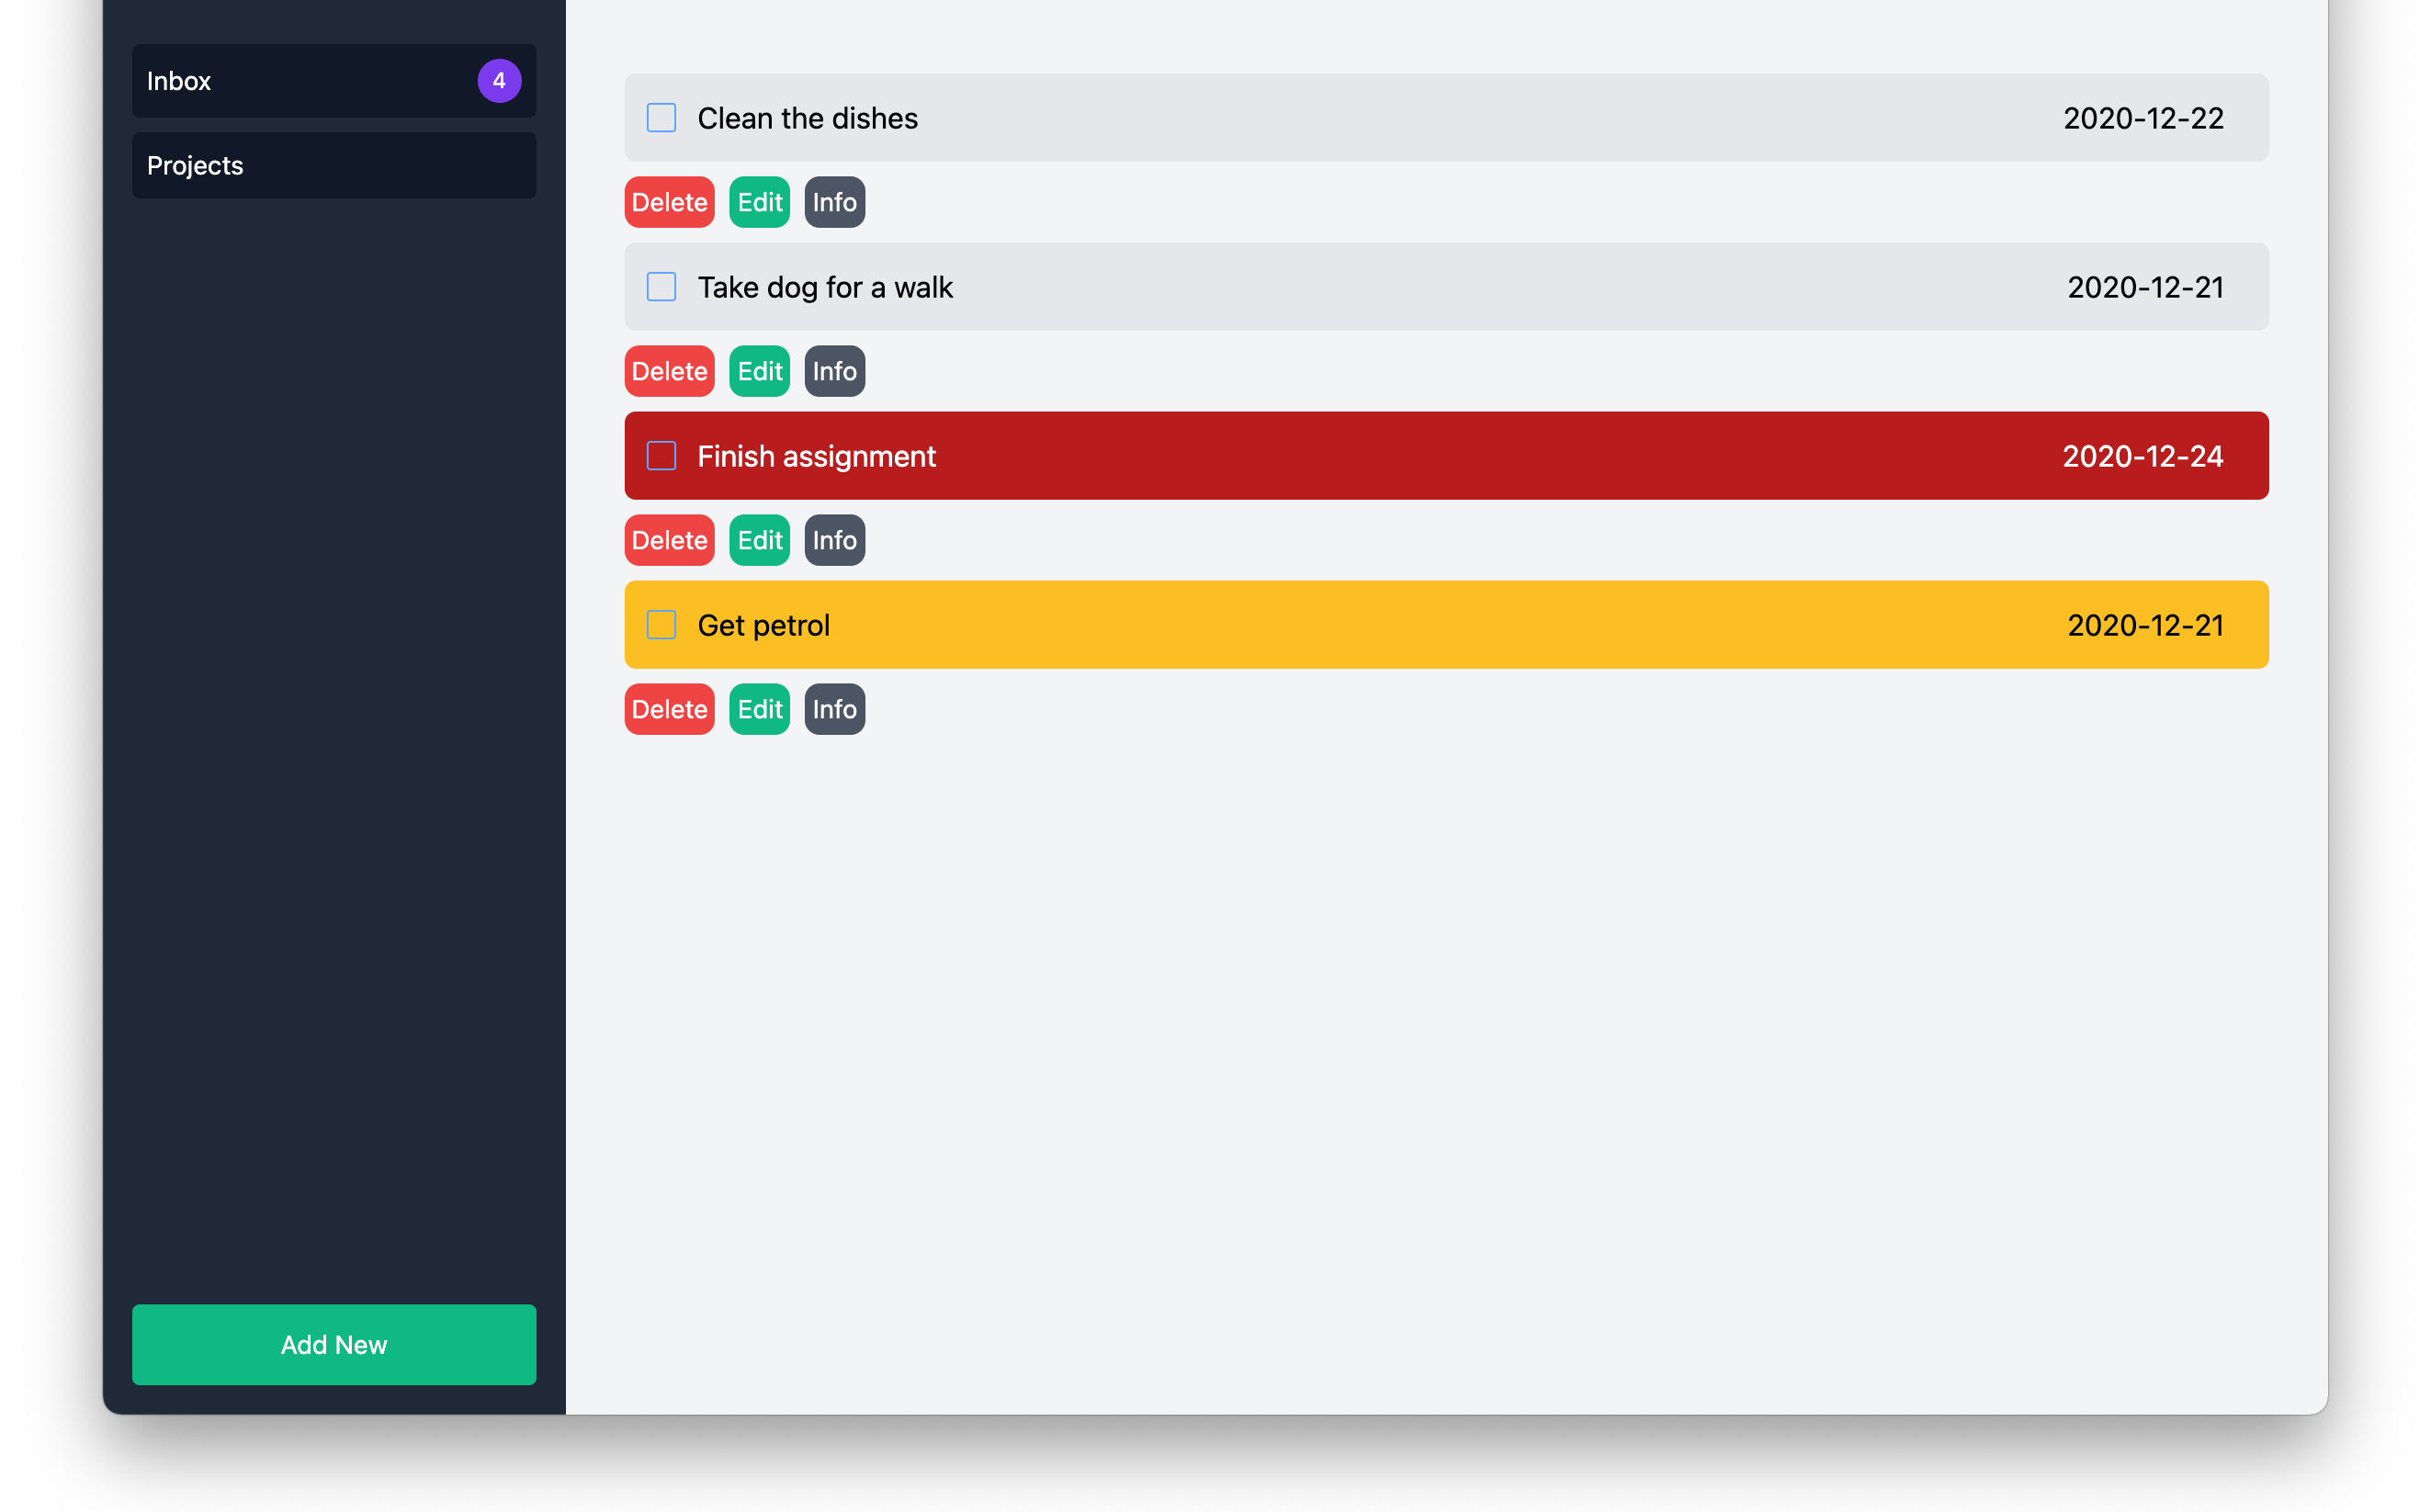 Inbox 4
Projects
Add New
Clean the dishes 2020-12-22
Delete Edit Info
Take dog for a walk 2020-12-21
Delete Edit Info
Finish assignment 2020-12-24
Delete Edit Info
Get petrol 2020-12-21
Delete Edit Info